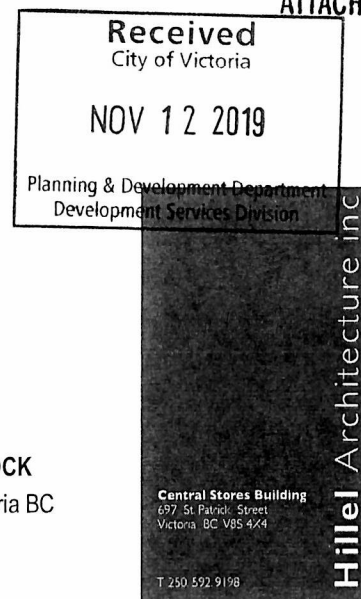 ATTACH
Received
City of Victoria
NOV 12 2019
Planning & Development Department
Development Services Division
Hillel Architecture inc
OCK
ria BC
Central Stores Building
697 St. Patrick Street
Victoria BC V8S 4X4
T 250 592 9198